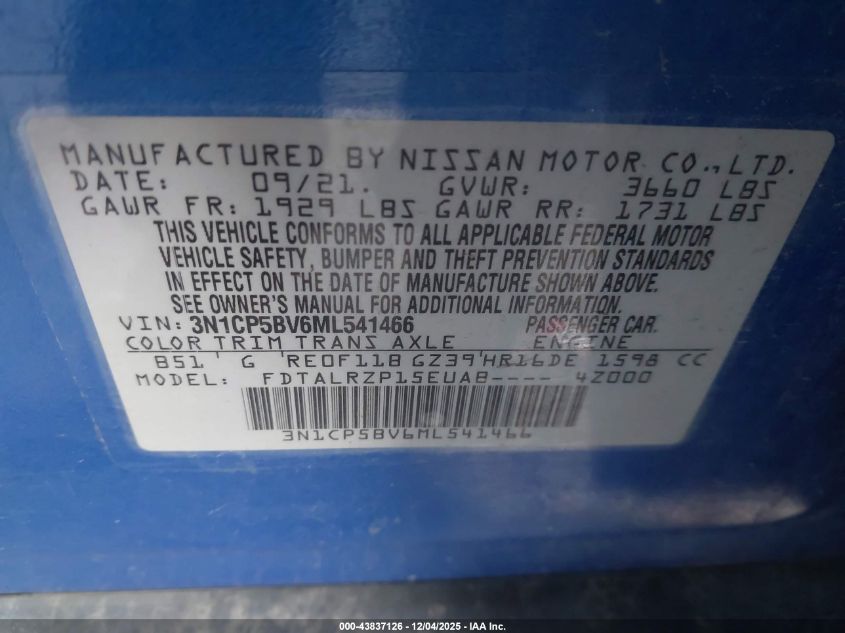 MANUFACTURED BY NISSAN MOTOR CO., LTD.
DATE: 09/21. GVWR: 3660 LBS
GAWR FR: 1929 LBS GAWR RR: 1731 LBS
THIS VEHICLE CONFORMS TO ALL APPLICABLE FEDERAL MOTOR
VEHICLE SAFETY, BUMPER AND THEFT PREVENTION STANDARDS
IN EFFECT ON THE DATE OF MANUFACTURE SHOWN ABOVE.
SEE OWNER'S MANUAL FOR ADDITIONAL INFORMATION.
VIN: 3N1CP5BV6ML541466 PASSENGER CAR.
COLOR TRIM TRANS AXLE ENGINE
B51 G RE0F11B GZ39 HR16DE 1598 CC
MODEL: FDTALRZP15EUAB---- 4Z000
3N1CP5BV6ML541466
000-43837126 - 12/04/2025 - IAA Inc.